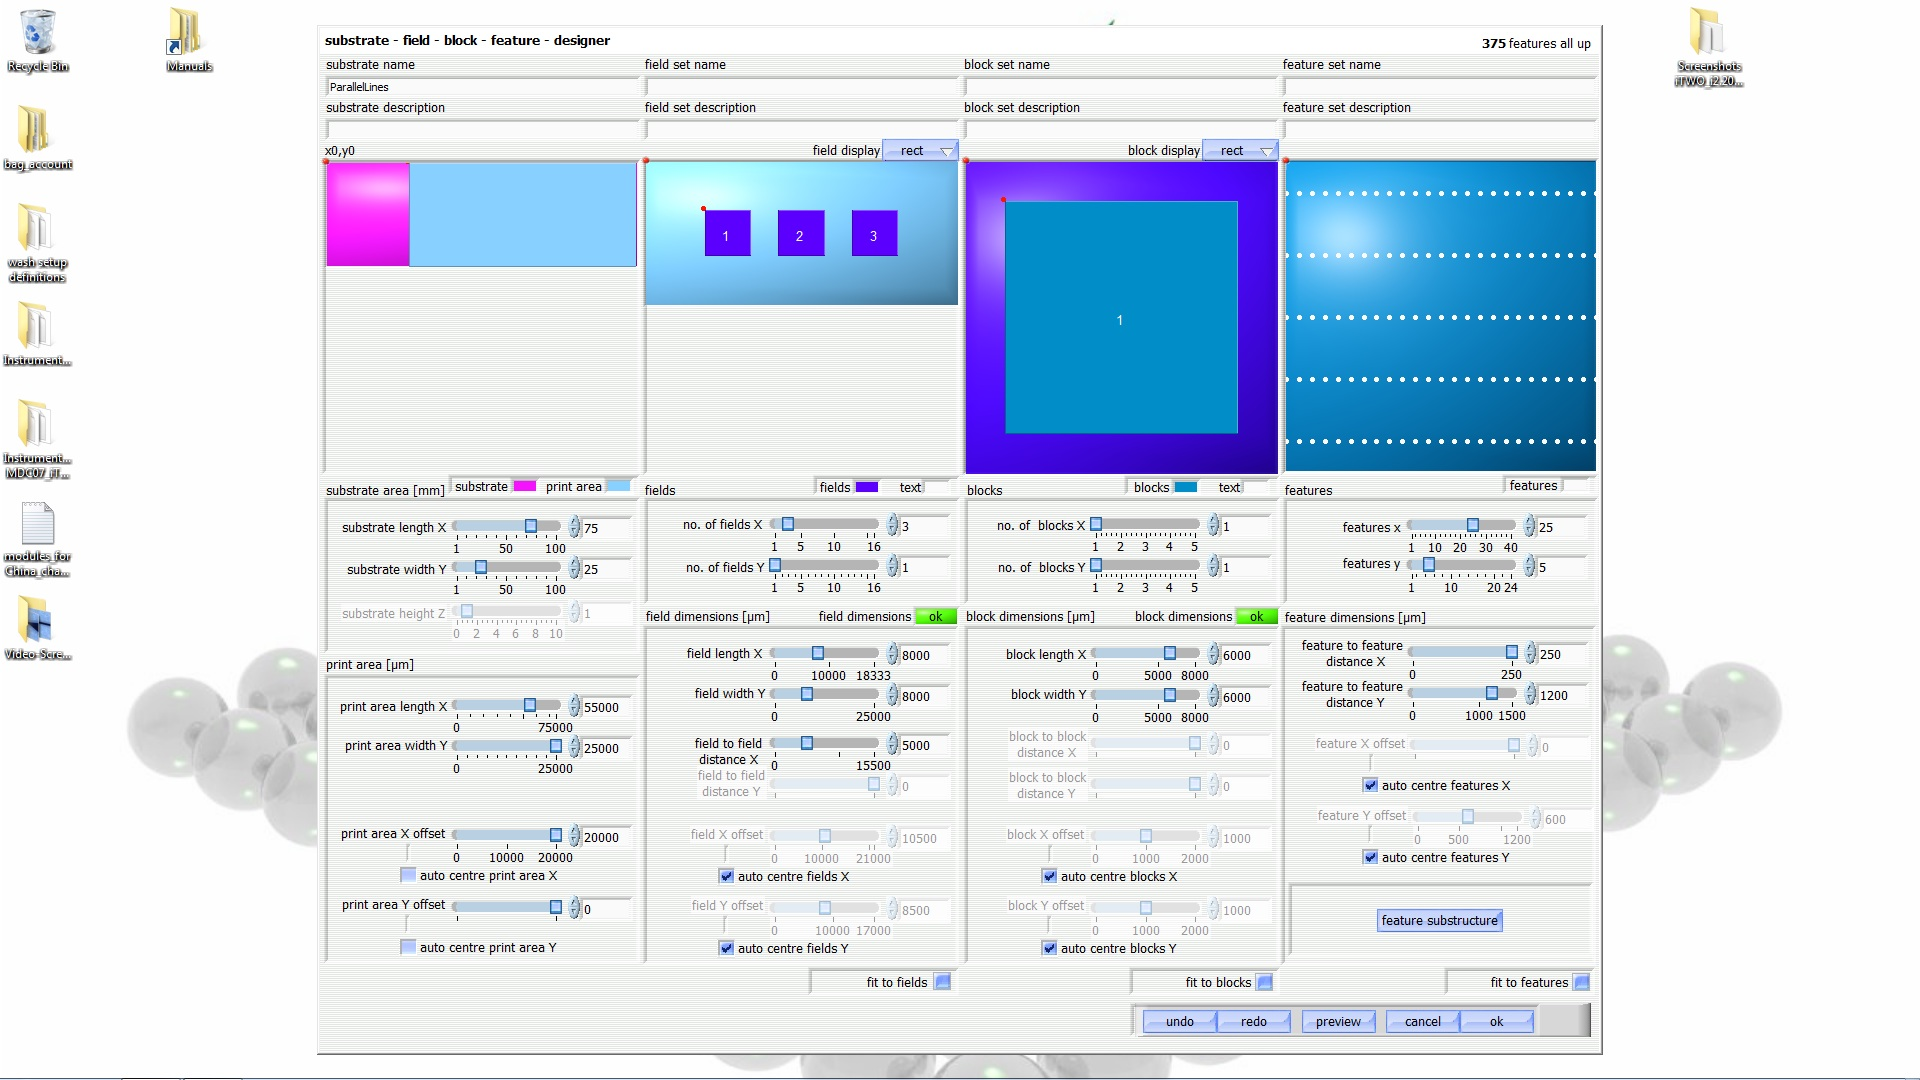 Recycle Bin
Manuals
bag_account
wash setup
definitions
Instrument...
Instrument...
MDC07_iT...
modules_for
China_cha...
Video-Scre...
Screenshots
iTWO_i2.20...
substrate - field - block - feature - designer
375 features all up
substrate name
field set name
block set name
feature set name
ParallelLines
substrate description
field set description
block set description
feature set description
x0,y0
field display rect
block display rect
1 2 3
1
substrate area [mm] substrate print area
fields fields text
blocks blocks text
features features
substrate length X 75
1 50 100
substrate width Y 25
1 50 100
substrate height Z 1
0 2 4 6 8 10
print area [µm]
print area length X 55000
0 75000
print area width Y 25000
0 25000
print area X offset 20000
0 10000 20000
auto centre print area X
print area Y offset 0
auto centre print area Y
no. of fields X 3
1 5 10 16
no. of fields Y 1
1 5 10 16
field dimensions [µm] field dimensions ok
field length X 8000
0 10000 18333
field width Y 8000
0 25000
field to field
distance X 5000
0 15500
field to field
distance Y 0
field X offset 10500
0 10000 21000
auto centre fields X
field Y offset 8500
0 10000 17000
auto centre fields Y
fit to fields
no. of blocks X 1
1 2 3 4 5
no. of blocks Y 1
1 2 3 4 5
block dimensions [µm] block dimensions ok
block length X 6000
0 5000 8000
block width Y 6000
0 5000 8000
block to block
distance X 0
block to block
distance Y 0
block X offset 1000
0 1000 2000
auto centre blocks X
block Y offset 1000
0 1000 2000
auto centre blocks Y
fit to blocks
features x 25
1 10 20 30 40
features y 5
1 10 20 24
feature dimensions [µm]
feature to feature
distance X 250
0 250
feature to feature
distance Y 1200
0 1000 1500
feature X offset 0
auto centre features X
feature Y offset 600
0 500 1200
auto centre features Y
feature substructure
fit to features
undo redo preview cancel ok